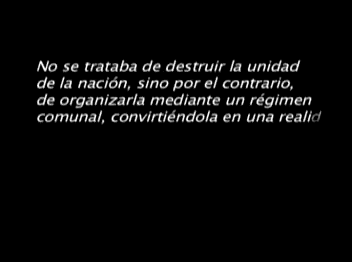 No se trataba de destruir la unidad
de la nación, sino por el contrario,
de organizarla mediante un régimen
comunal, convirtiéndola en una realid